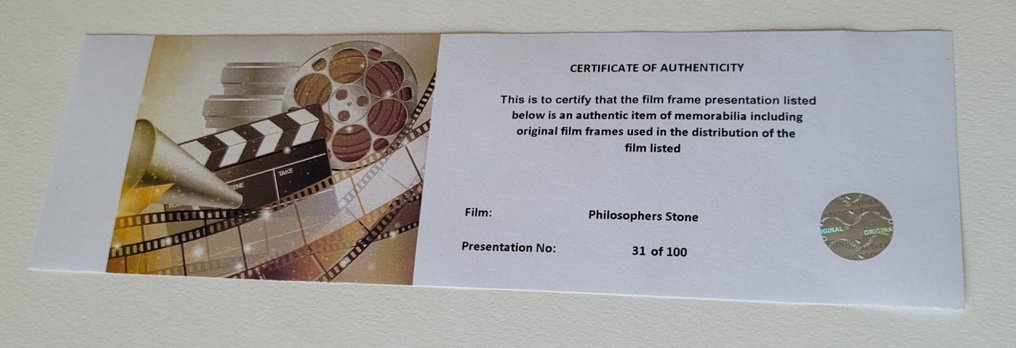 CERTIFICATE OF AUTHENTICITY
This is to certify that the film frame presentation listed
below is an authentic item of memorabilia including
original film frames used in the distribution of the
film listed
Film: Philosophers Stone
Presentation No: 31 of 100
TAKE
ORIGINAL